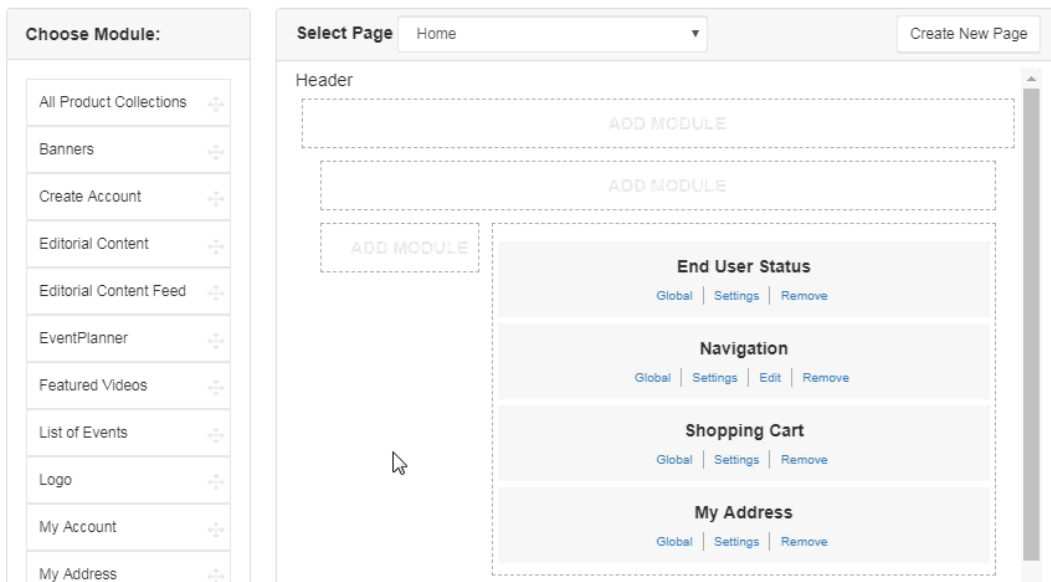 Choose Module:
All Product Collections
Banners
Create Account
Editorial Content
Editorial Content Feed
EventPlanner
Featured Videos
List of Events
Logo
My Account
My Address
Select Page Home Create New Page
Header
ADD MODULE
ADD MODULE
ADD MODULE
End User Status
Global Settings Remove
Navigation
Global Settings Edit Remove
Shopping Cart
Global Settings Remove
My Address
Global Settings Remove